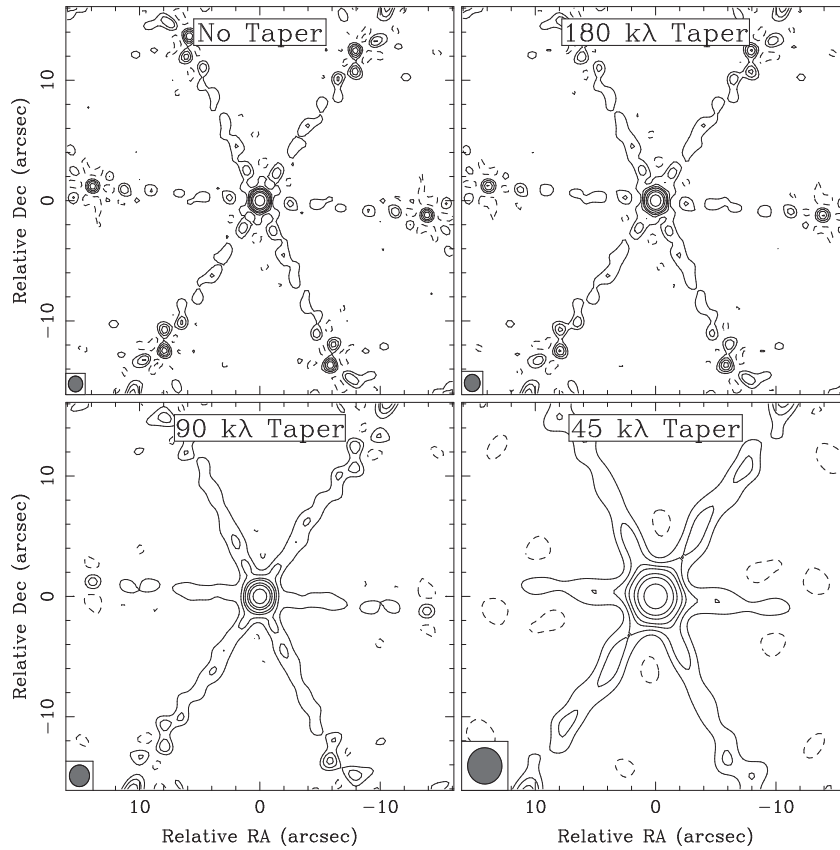 No Taper
180 kλ Taper
10
0
-10
Relative Dec (arcsec)
90 kλ Taper
45 kλ Taper
10
0
-10
Relative Dec (arcsec)
10 0 -10
10 0 -10
Relative RA (arcsec)
Relative RA (arcsec)